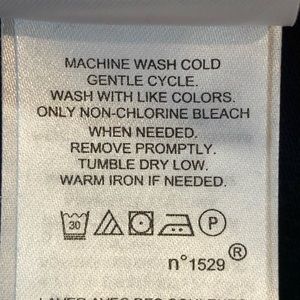 MACHINE WASH COLD
GENTLE CYCLE.
WASH WITH LIKE COLORS.
ONLY NON-CHLORINE BLEACH
WHEN NEEDED.
REMOVE PROMPTLY.
TUMBLE DRY LOW.
WARM IRON IF NEEDED.
30 P
n°1529 ®